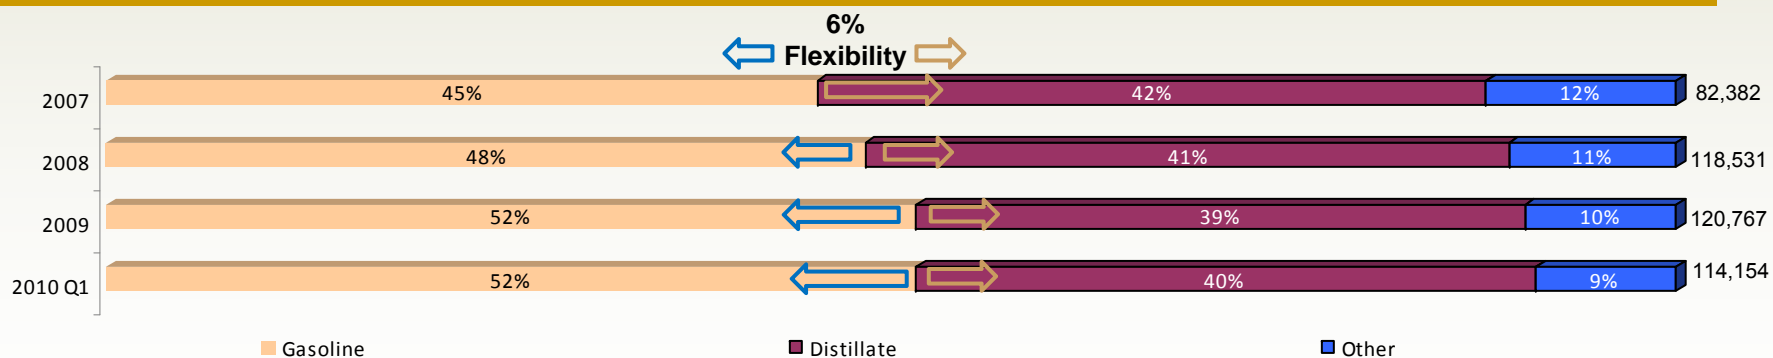 6%
Flexibility
2007 45% 42% 12% 82,382
2008 48% 41% 11% 118,531
2009 52% 39% 10% 120,767
2010 Q1 52% 40% 9% 114,154
Gasoline Distillate Other